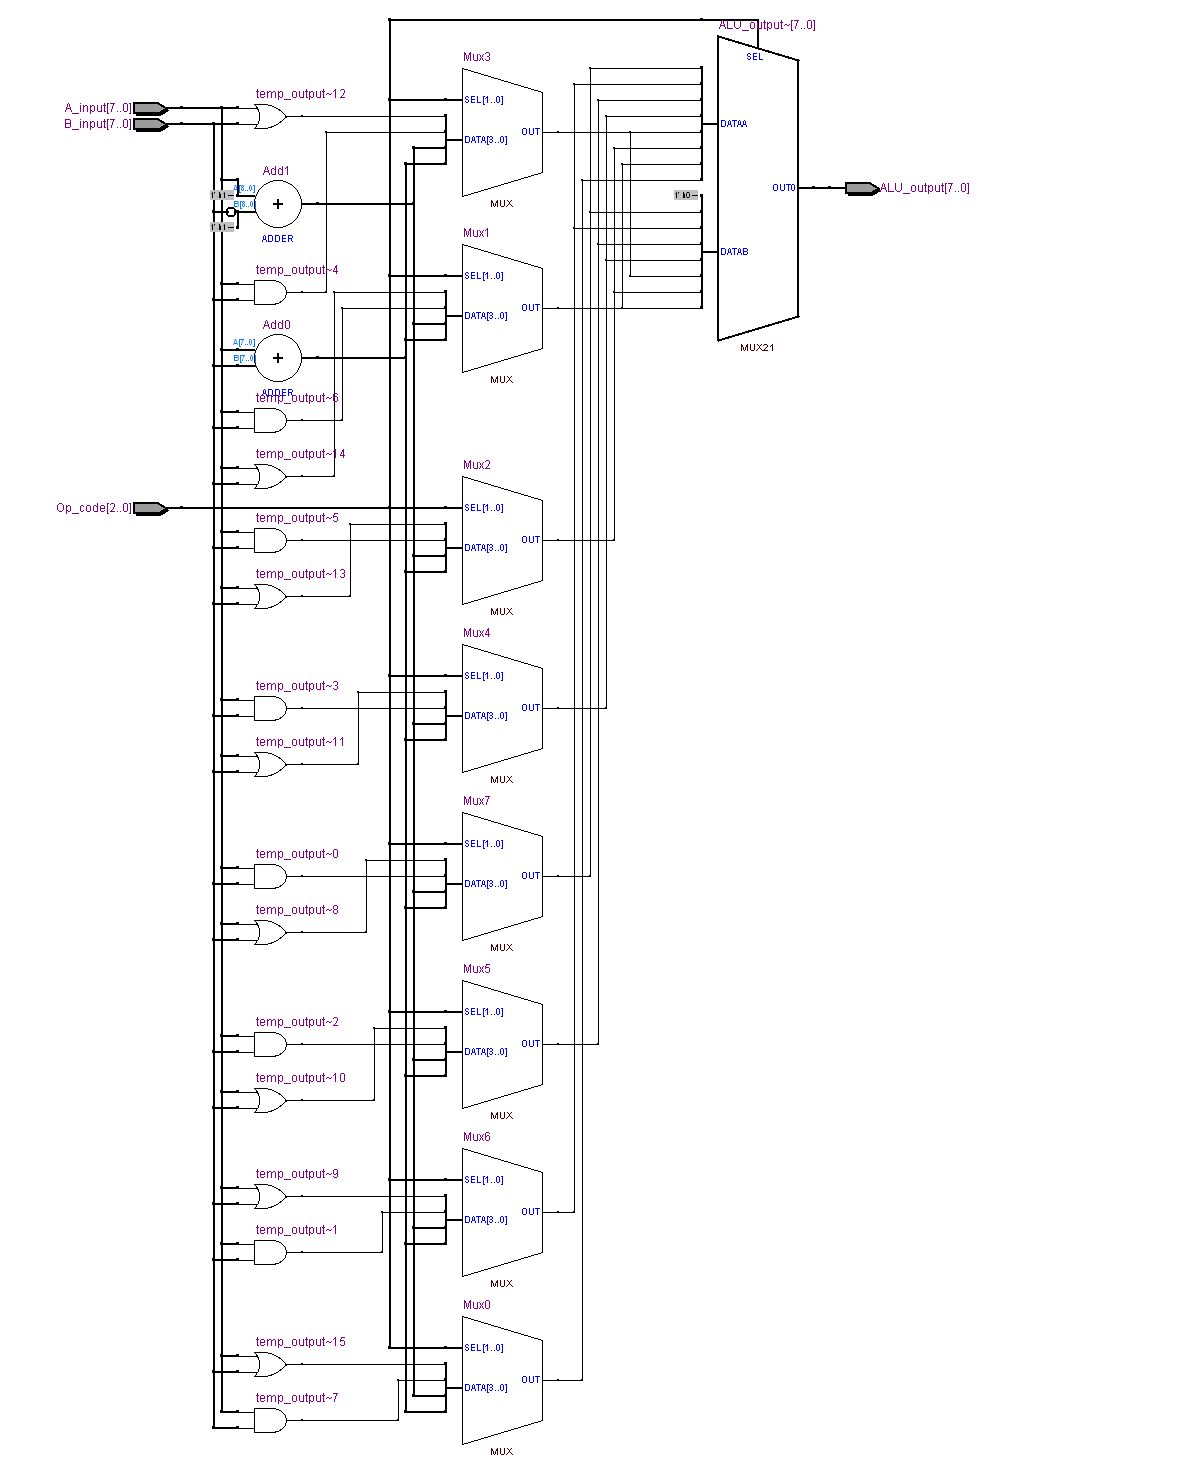 ALU_output~[7..0]
SEL
DATAA
DATAB
OUT0
MUX21
ALU_output[7..0]
A_input[7..0]
B_input[7..0]
Op_code[2..0]
temp_output~12
Add1
A[8..0]
B[8..0]
ADDER
temp_output~4
Add0
A[7..0]
B[7..0]
ADDER
temp_output~6
temp_output~14
temp_output~5
temp_output~13
temp_output~3
temp_output~11
temp_output~0
temp_output~8
temp_output~2
temp_output~10
temp_output~9
temp_output~1
temp_output~15
temp_output~7
Mux3
SEL[1..0]
DATA[3..0]
OUT
MUX
Mux1
SEL[1..0]
DATA[3..0]
OUT
MUX
Mux2
SEL[1..0]
DATA[3..0]
OUT
MUX
Mux4
SEL[1..0]
DATA[3..0]
OUT
MUX
Mux7
SEL[1..0]
DATA[3..0]
OUT
MUX
Mux5
SEL[1..0]
DATA[3..0]
OUT
MUX
Mux6
SEL[1..0]
DATA[3..0]
OUT
MUX
Mux0
SEL[1..0]
DATA[3..0]
OUT
MUX